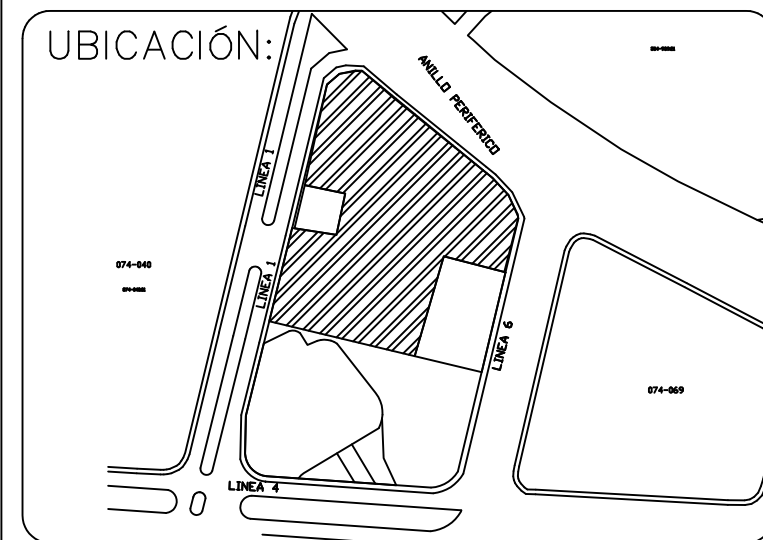 UBICACIÓN:
ANILLO PERIFERICO
LINEA 1
LINEA 1
074-040
LINEA 6
074-069
LINEA 4